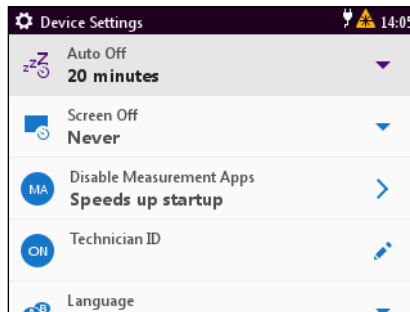 Device Settings
14:05
Auto Off
zzZ
20 minutes
Screen Off
Never
Disable Measurement Apps
MA
Speeds up startup
Technician ID
ON
Language
B